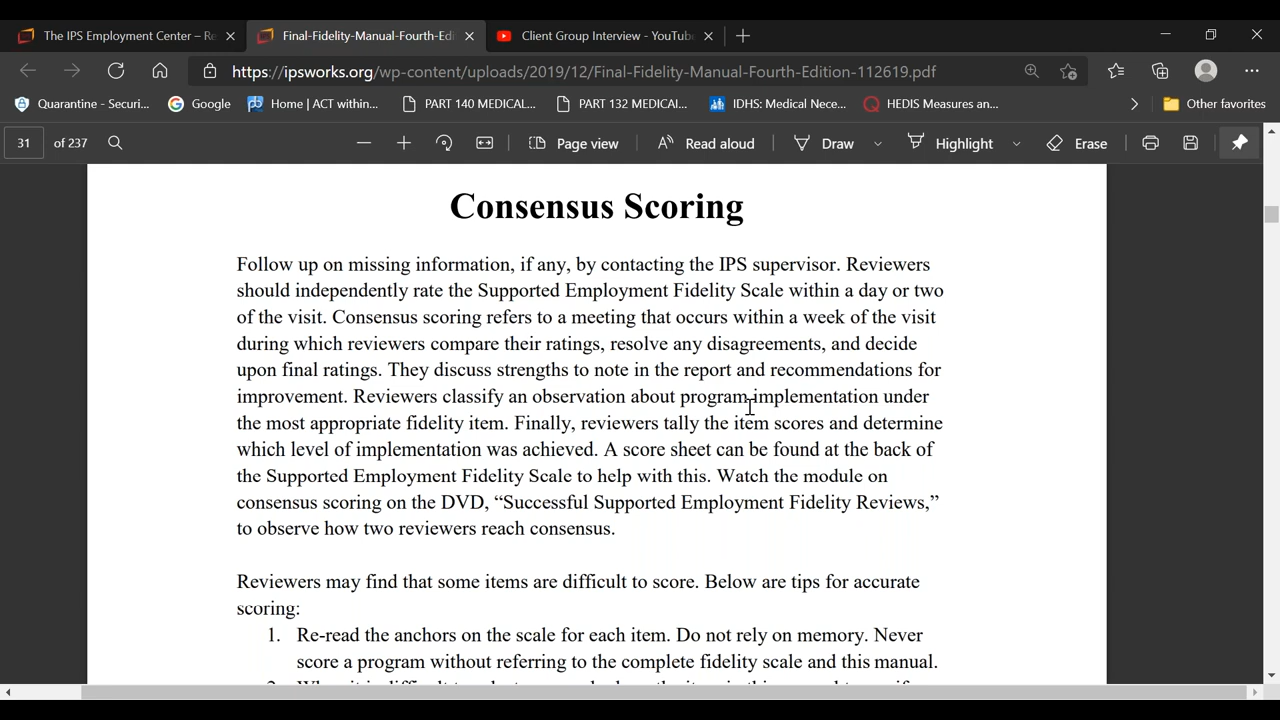 The IPS Employment Center – Re
Final-Fidelity-Manual-Fourth-Edi
Client Group Interview - YouTube
https://ipsworks.org/wp-content/uploads/2019/12/Final-Fidelity-Manual-Fourth-Edition-112619.pdf
Quarantine - Securi...
Google
Home | ACT within...
PART 140 MEDICAL...
PART 132 MEDICAI...
IDHS: Medical Nece...
HEDIS Measures an...
Other favorites
31 of 237
Page view
Read aloud
Draw
Highlight
Erase
Consensus Scoring
Follow up on missing information, if any, by contacting the IPS supervisor. Reviewers
should independently rate the Supported Employment Fidelity Scale within a day or two
of the visit. Consensus scoring refers to a meeting that occurs within a week of the visit
during which reviewers compare their ratings, resolve any disagreements, and decide
upon final ratings. They discuss strengths to note in the report and recommendations for
improvement. Reviewers classify an observation about program implementation under
the most appropriate fidelity item. Finally, reviewers tally the item scores and determine
which level of implementation was achieved. A score sheet can be found at the back of
the Supported Employment Fidelity Scale to help with this. Watch the module on
consensus scoring on the DVD, “Successful Supported Employment Fidelity Reviews,”
to observe how two reviewers reach consensus.
Reviewers may find that some items are difficult to score. Below are tips for accurate
scoring:
1. Re-read the anchors on the scale for each item. Do not rely on memory. Never
score a program without referring to the complete fidelity scale and this manual.